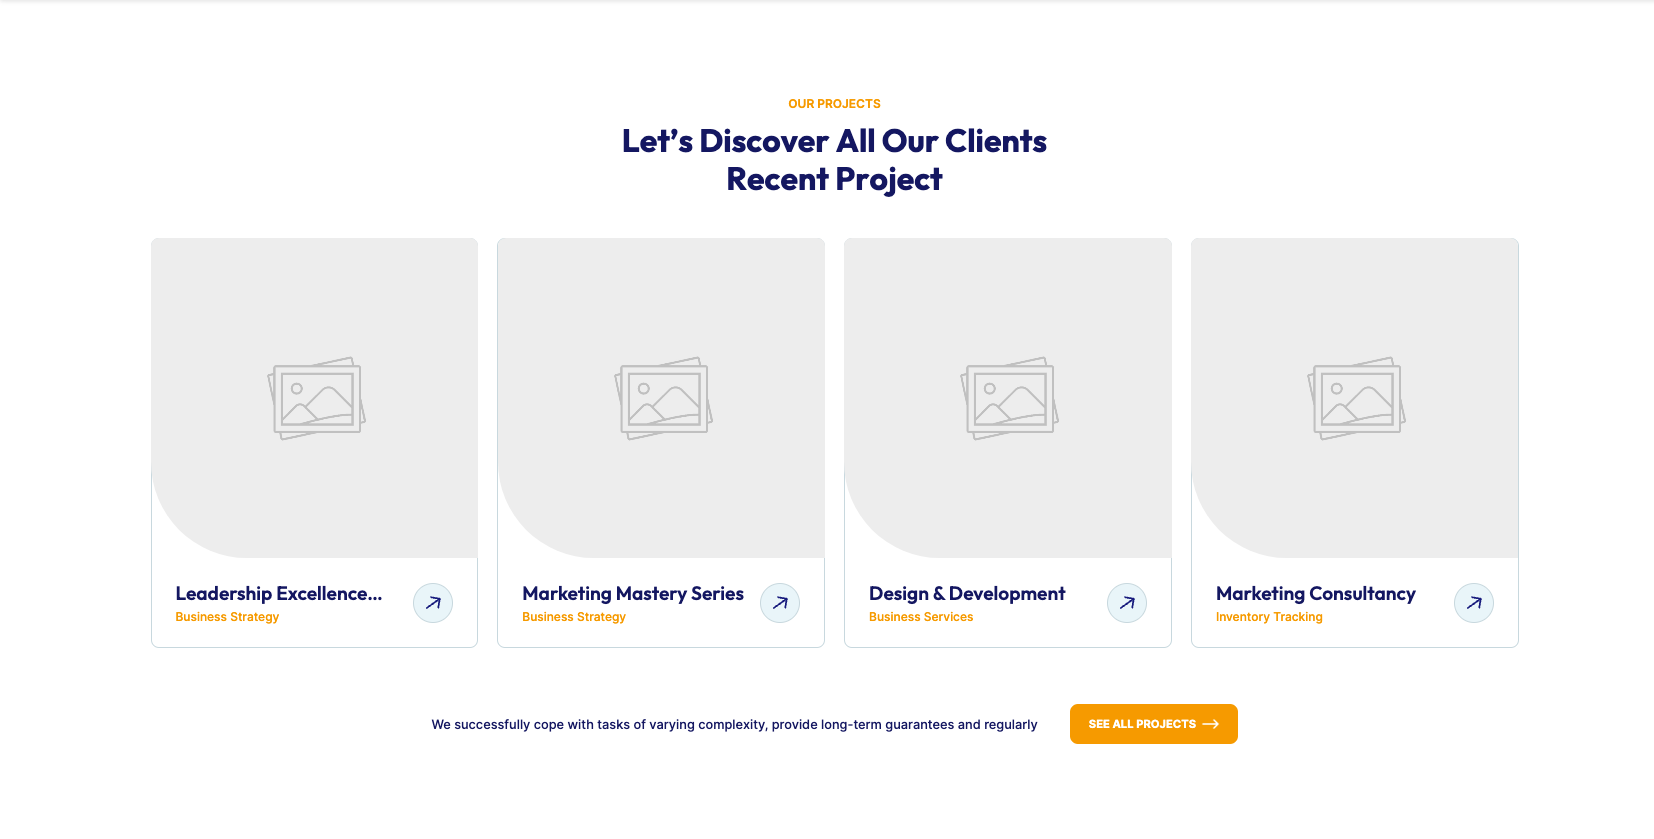 OUR PROJECTS
Let’s Discover All Our Clients
Recent Project
Leadership Excellence...
Business Strategy
Marketing Mastery Series
Business Strategy
Design & Development
Business Services
Marketing Consultancy
Inventory Tracking
We successfully cope with tasks of varying complexity, provide long-term guarantees and regularly
SEE ALL PROJECTS